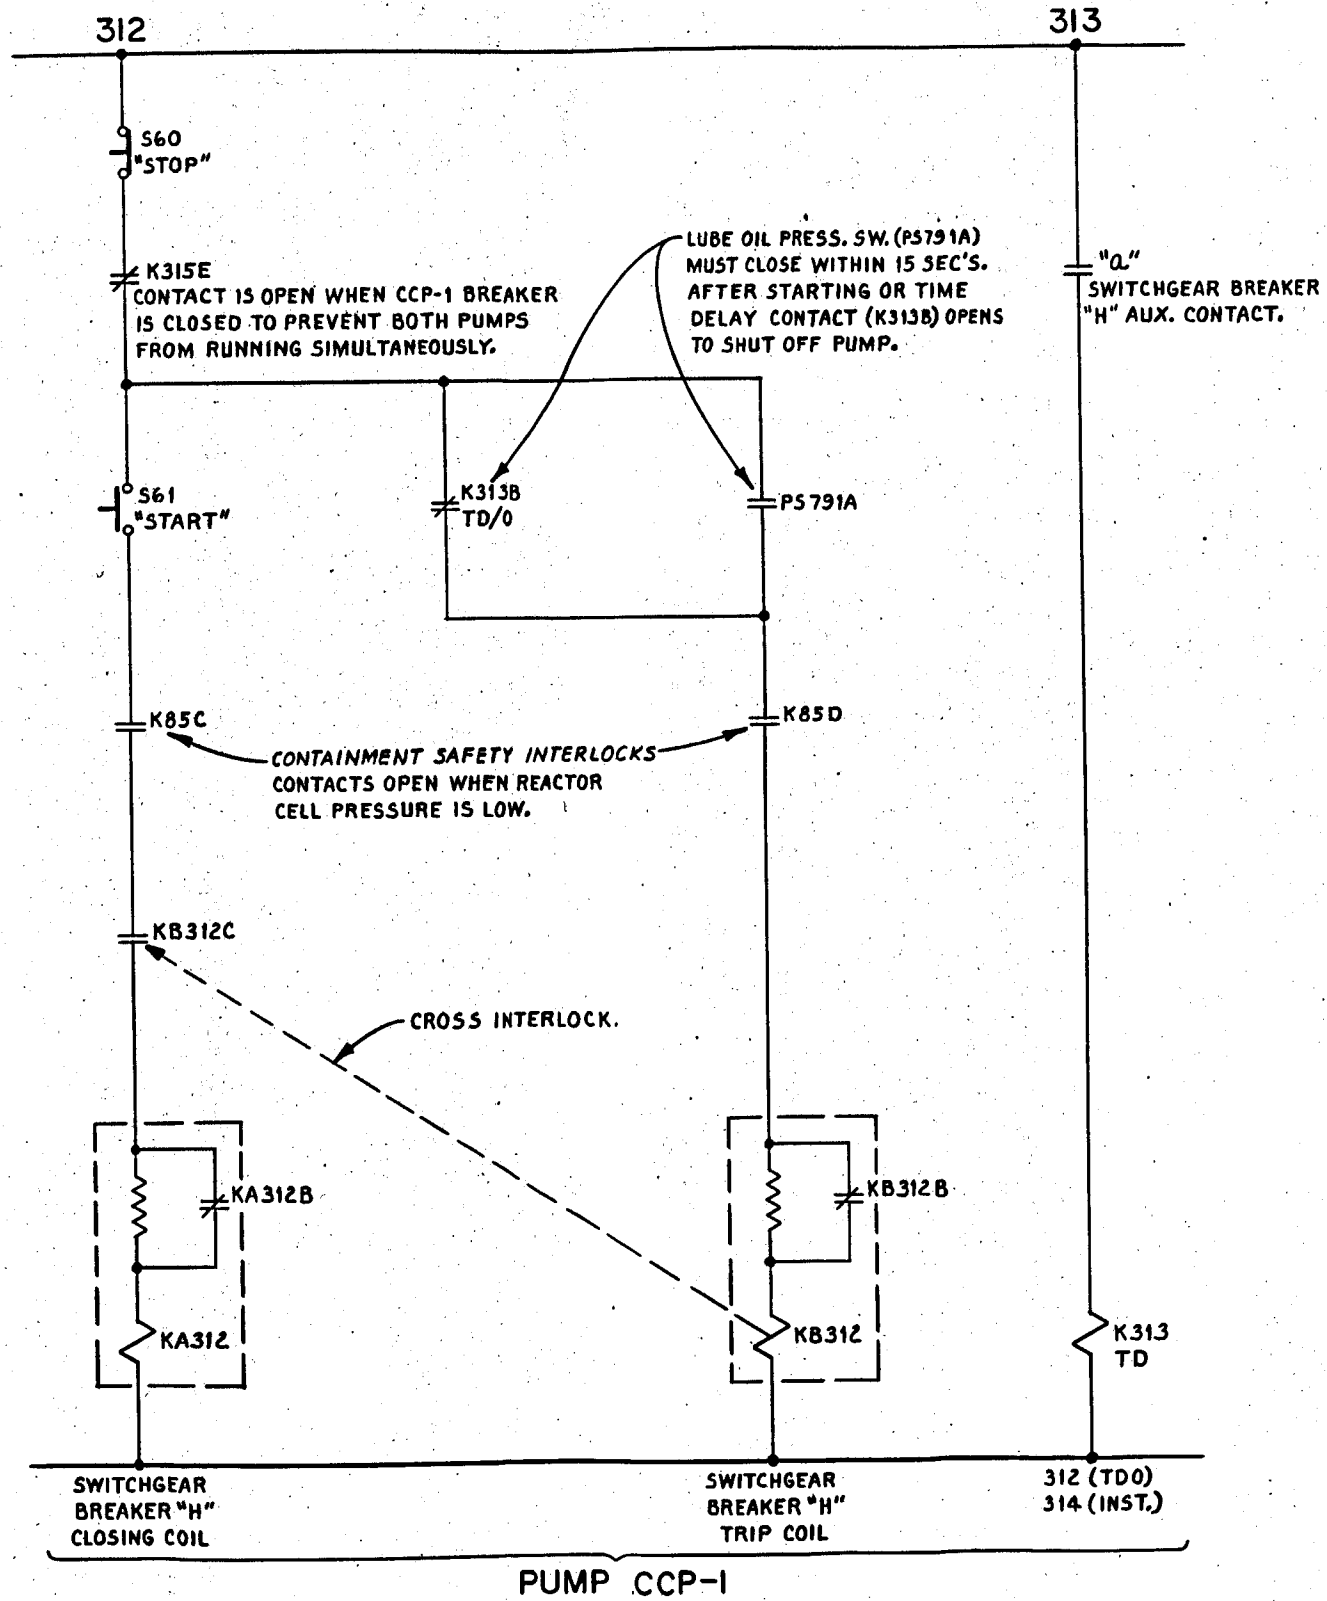 312
313
S60
"STOP"
K315E
CONTACT IS OPEN WHEN CCP-1 BREAKER
IS CLOSED TO PREVENT BOTH PUMPS
FROM RUNNING SIMULTANEOUSLY.
LUBE OIL PRESS. SW. (PS791A)
MUST CLOSE WITHIN 15 SEC'S.
AFTER STARTING OR TIME
DELAY CONTACT (K313B) OPENS
TO SHUT OFF PUMP.
"a"
SWITCHGEAR BREAKER
"H" AUX. CONTACT.
S61
"START"
K313B
TD/O
PS791A
K85C
K85D
CONTAINMENT SAFETY INTERLOCKS
CONTACTS OPEN WHEN REACTOR
CELL PRESSURE IS LOW.
KB312C
CROSS INTERLOCK.
KA312B
KB312B
KA312
KB312
K313
TD
SWITCHGEAR
BREAKER "H"
CLOSING COIL
SWITCHGEAR
BREAKER "H"
TRIP COIL
312 (TDO)
314 (INST.)
PUMP CCP-1